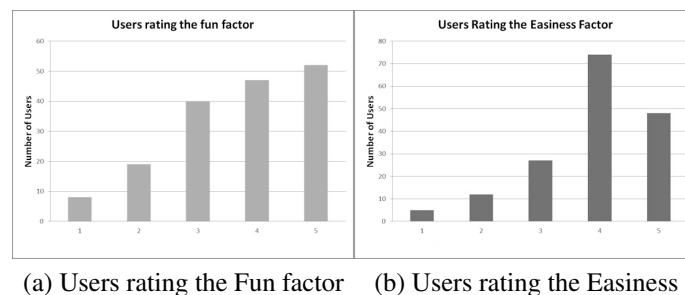 Users rating the fun factor
Number of Users
60
50
40
30
20
10
0
1 2 3 4 5
Users Rating the Easiness Factor
Number of Users
80
70
60
50
40
30
20
10
0
1 2 3 4 5
(a) Users rating the Fun factor
(b) Users rating the Easiness